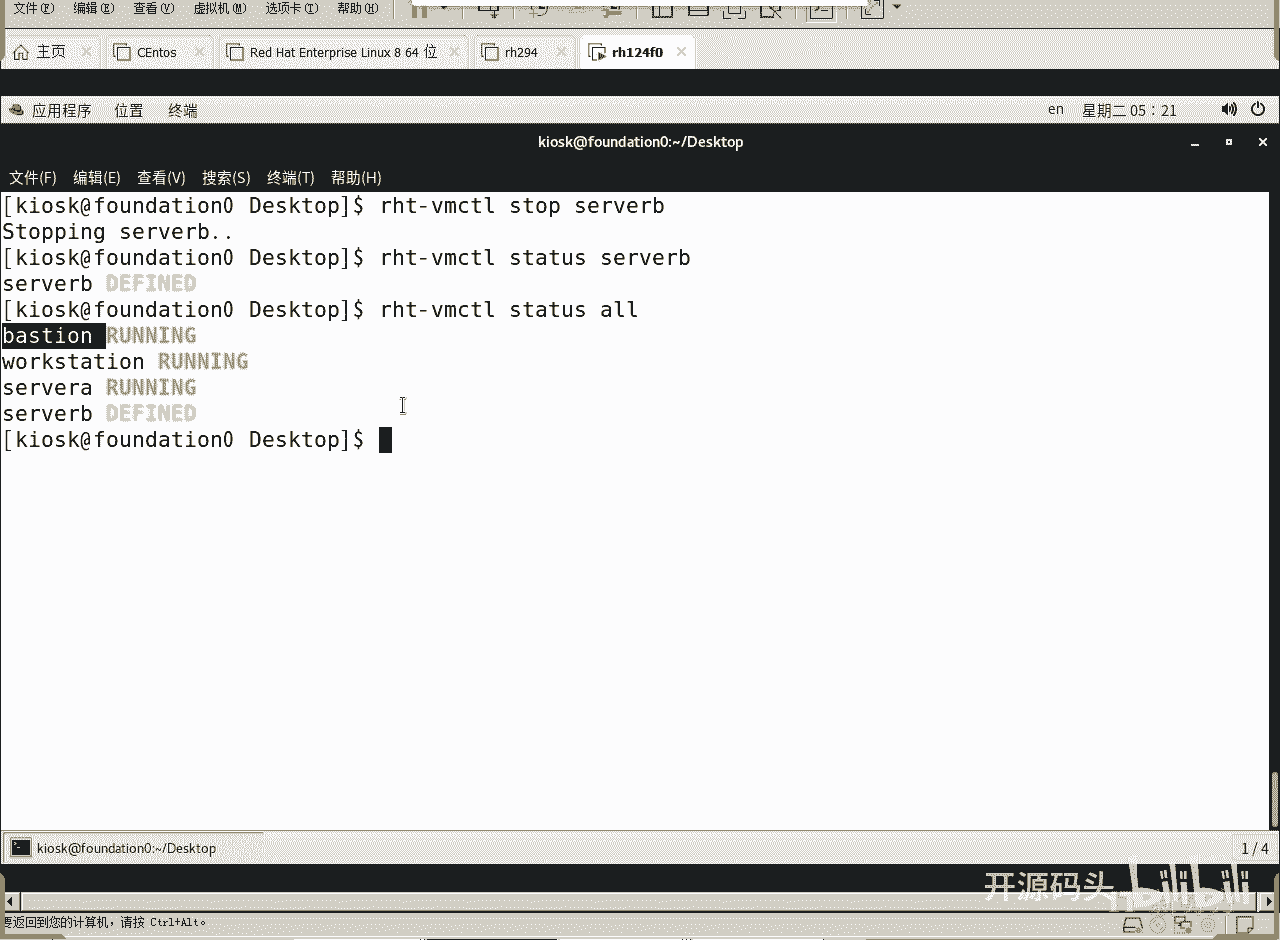 文件(F) 编辑(E) 查看(V) 虚拟机(M) 选项卡(T) 帮助(H)
主页 CEntos Red Hat Enterprise Linux 8 64 位 rh294 rh124f0
应用程序 位置 终端 en 星期二 05：21
kiosk@foundation0:~/Desktop
文件(F) 编辑(E) 查看(V) 搜索(S) 终端(T) 帮助(H)
[kiosk@foundation0 Desktop]$ rht-vmctl stop serverb
Stopping serverb..
[kiosk@foundation0 Desktop]$ rht-vmctl status serverb
serverb DEFINED
[kiosk@foundation0 Desktop]$ rht-vmctl status all
bastion RUNNING
workstation RUNNING
servera RUNNING
serverb DEFINED
[kiosk@foundation0 Desktop]$
kiosk@foundation0:~/Desktop 1 / 4
开源码头 bilibili
要返回到您的计算机，请按 Ctrl+Alt。